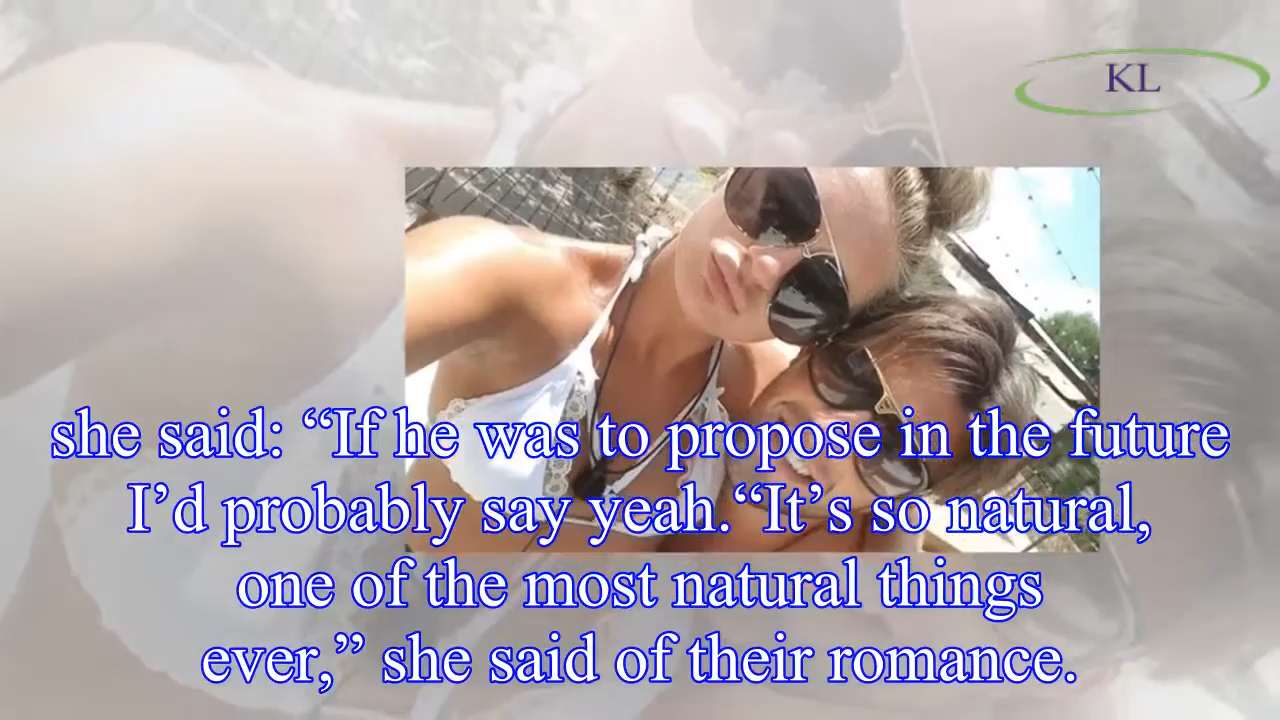 KL
she said: “If he was to propose in the future
I’d probably say yeah.“It’s so natural,
one of the most natural things
ever,” she said of their romance.